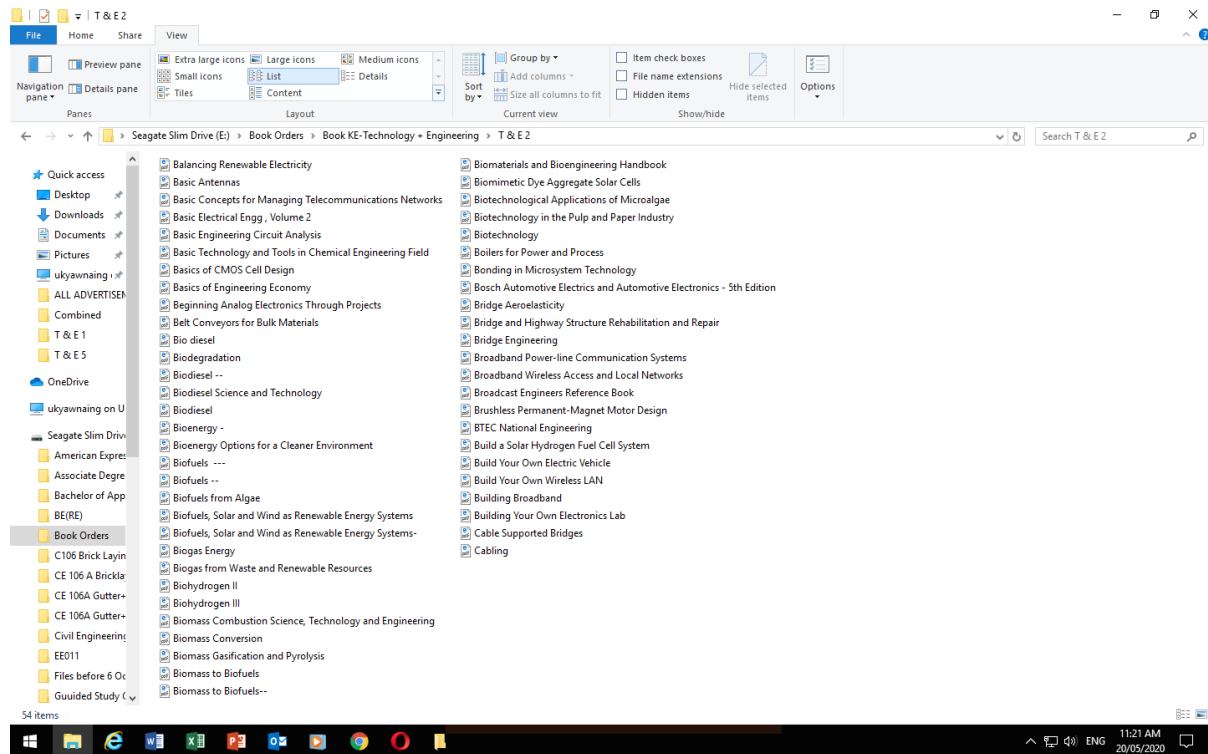 T & E 2
File Home Share View
Navigation pane
Preview pane
Details pane
Panes
Extra large icons Large icons Medium icons
Small icons List Details
Tiles Content
Layout
Sort by
Group by
Add columns
Size all columns to fit
Current view
Item check boxes
File name extensions
Hidden items
Hide selected items
Show/hide
Options
Seagate Slim Drive (E:) > Book Orders > Book KE-Technology + Engineering > T & E 2
Search T & E 2
Quick access
Desktop
Downloads
Documents
Pictures
ukyawnaing
ALL ADVERTISEM
Combined
T & E 1
T & E 5
OneDrive
ukyawnaing on U
Seagate Slim Drive
American Expres
Associate Degre
Bachelor of App
BE(RE)
Book Orders
C106 Brick Layin
CE 106 A Brickla
CE 106A Gutter+
CE 106A Gutter+
Civil Engineering
EE011
Files before 6 Oc
Guuided Study
Balancing Renewable Electricity
Basic Antennas
Basic Concepts for Managing Telecommunications Networks
Basic Electrical Engg , Volume 2
Basic Engineering Circuit Analysis
Basic Technology and Tools in Chemical Engineering Field
Basics of CMOS Cell Design
Basics of Engineering Economy
Beginning Analog Electronics Through Projects
Belt Conveyors for Bulk Materials
Bio diesel
Biodegradation
Biodiesel --
Biodiesel Science and Technology
Biodiesel
Bioenergy -
Bioenergy Options for a Cleaner Environment
Biofuels ---
Biofuels --
Biofuels from Algae
Biofuels, Solar and Wind as Renewable Energy Systems
Biofuels, Solar and Wind as Renewable Energy Systems-
Biogas Energy
Biogas from Waste and Renewable Resources
Biohydrogen II
Biohydrogen III
Biomass Combustion Science, Technology and Engineering
Biomass Conversion
Biomass Gasification and Pyrolysis
Biomass to Biofuels
Biomass to Biofuels--
Biomaterials and Bioengineering Handbook
Biomimetic Dye Aggregate Solar Cells
Biotechnological Applications of Microalgae
Biotechnology in the Pulp and Paper Industry
Biotechnology
Boilers for Power and Process
Bonding in Microsystem Technology
Bosch Automotive Electrics and Automotive Electronics - 5th Edition
Bridge Aeroelasticity
Bridge and Highway Structure Rehabilitation and Repair
Bridge Engineering
Broadband Power-line Communication Systems
Broadband Wireless Access and Local Networks
Broadcast Engineers Reference Book
Brushless Permanent-Magnet Motor Design
BTEC National Engineering
Build a Solar Hydrogen Fuel Cell System
Build Your Own Electric Vehicle
Build Your Own Wireless LAN
Building Broadband
Building Your Own Electronics Lab
Cable Supported Bridges
Cabling
54 items
ENG
11:21 AM
20/05/2020